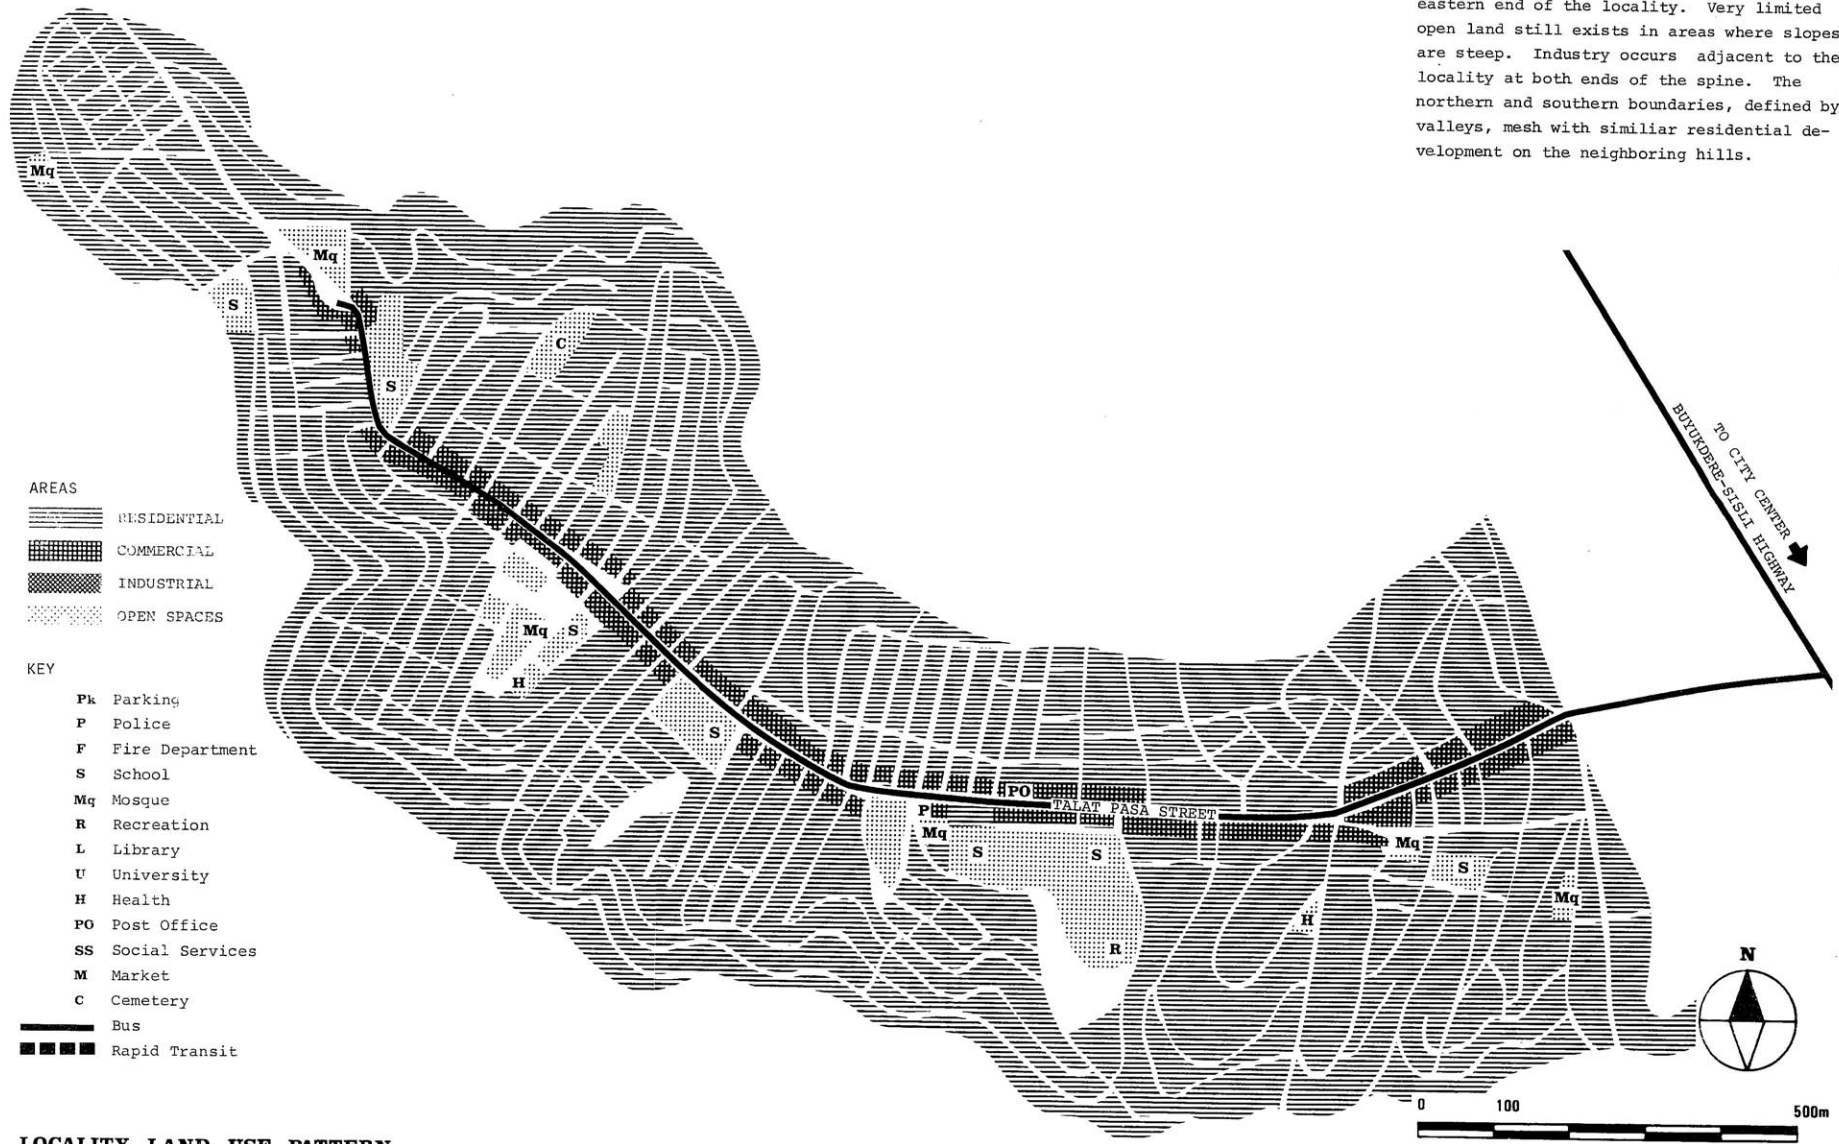 eastern end of the locality. Very limited
open land still exists in areas where slopes
are steep. Industry occurs adjacent to the
locality at both ends of the spine. The
northern and southern boundaries, defined by
valleys, mesh with similiar residential de-
velopment on the neighboring hills.
Mq
Mq
S
C
S
TO CITY CENTER
BUYUKDERE-SISLI HIGHWAY
AREAS
RESIDENTIAL
COMMERCIAL
INDUSTRIAL
OPEN SPACES
Mq S
H
S
KEY
Pk Parking
P Police
F Fire Department
S School
Mq Mosque
R Recreation
L Library
U University
H Health
PO Post Office
SS Social Services
M Market
C Cemetery
Bus
Rapid Transit
PO
P
TALAT PASA STREET
Mq
S
S
Mq
S
Mq
H
R
N
0 100 500m
LOCALITY LAND USE PATTERN